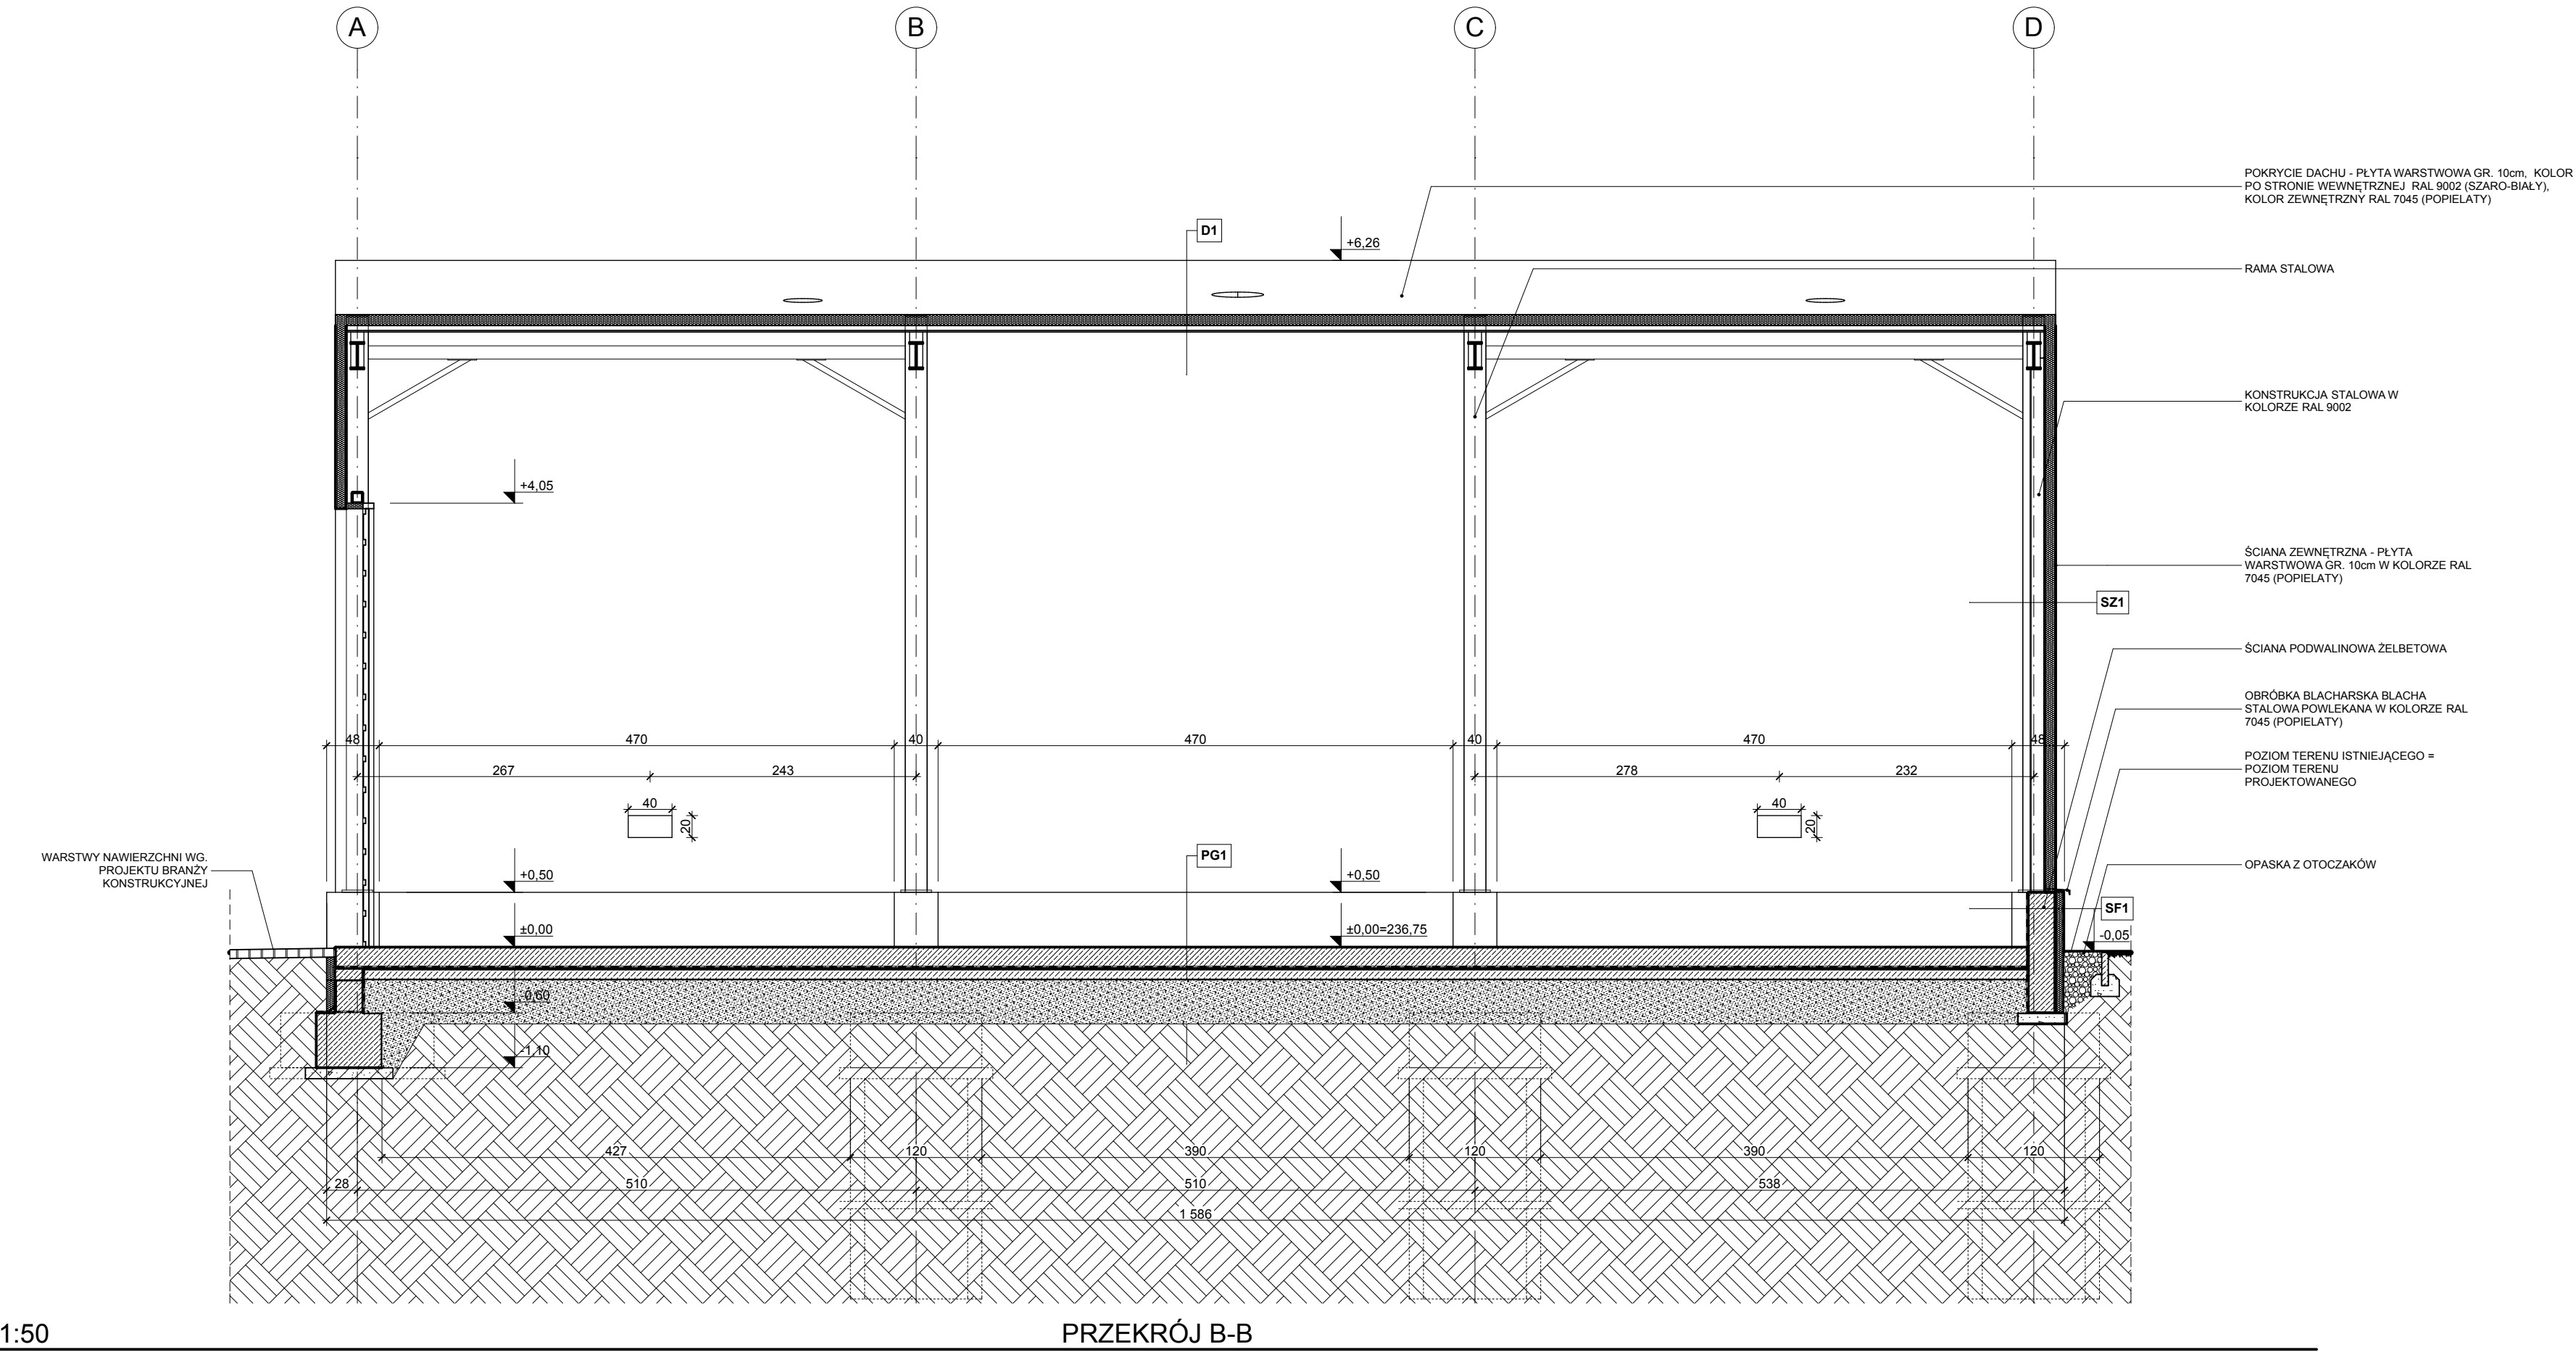 A
B
C
D
POKRYCIE DACHU - PŁYTA WARSTWOWA GR. 10cm, KOLOR
PO STRONIE WEWNĘTRZNEJ RAL 9002 (SZARO-BIAŁY),
KOLOR ZEWNĘTRZNY RAL 7045 (POPIELATY)
D1
+6,26
RAMA STALOWA
KONSTRUKCJA STALOWA W
KOLORZE RAL 9002
+4,05
ŚCIANA ZEWNĘTRZNA - PŁYTA
WARSTWOWA GR. 10cm W KOLORZE RAL
7045 (POPIELATY)
SZ1
ŚCIANA PODWALINOWA ŻELBETOWA
OBRÓBKA BLACHARSKA BLACHA
STALOWA POWLEKANA W KOLORZE RAL
7045 (POPIELATY)
48
470
40
470
40
470
48
POZIOM TERENU ISTNIEJĄCEGO =
POZIOM TERENU
PROJEKTOWANEGO
267
243
278
232
40
20
40
20
WARSTWY NAWIERZCHNI WG.
PROJEKTU BRANŻY
KONSTRUKCYJNEJ
PG1
OPASKA Z OTOCZAKÓW
+0,50
+0,50
SF1
±0,00
±0,00=236,75
-0,05
-0,60
-1,10
427
120
390
120
390
120
28
510
510
538
1 586
1:50
PRZEKRÓJ B-B